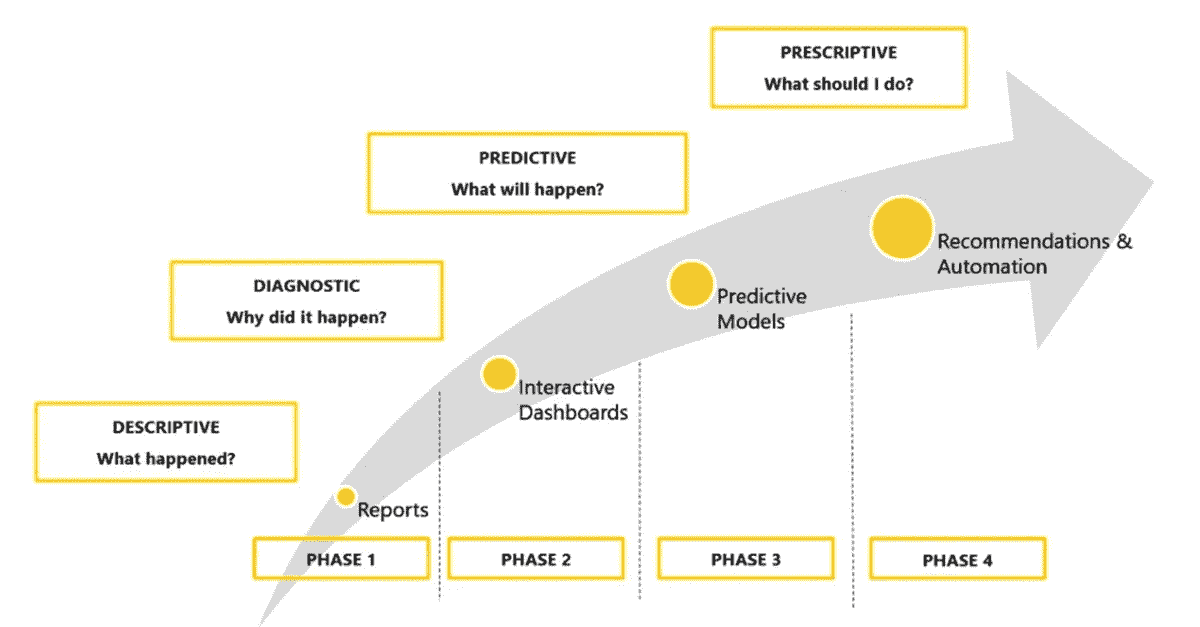 PRESCRIPTIVE
What should I do?
PREDICTIVE
What will happen?
Recommendations &
Automation
DIAGNOSTIC
Why did it happen?
Predictive
Models
Interactive
Dashboards
DESCRIPTIVE
What happened?
Reports
PHASE 1
PHASE 2
PHASE 3
PHASE 4